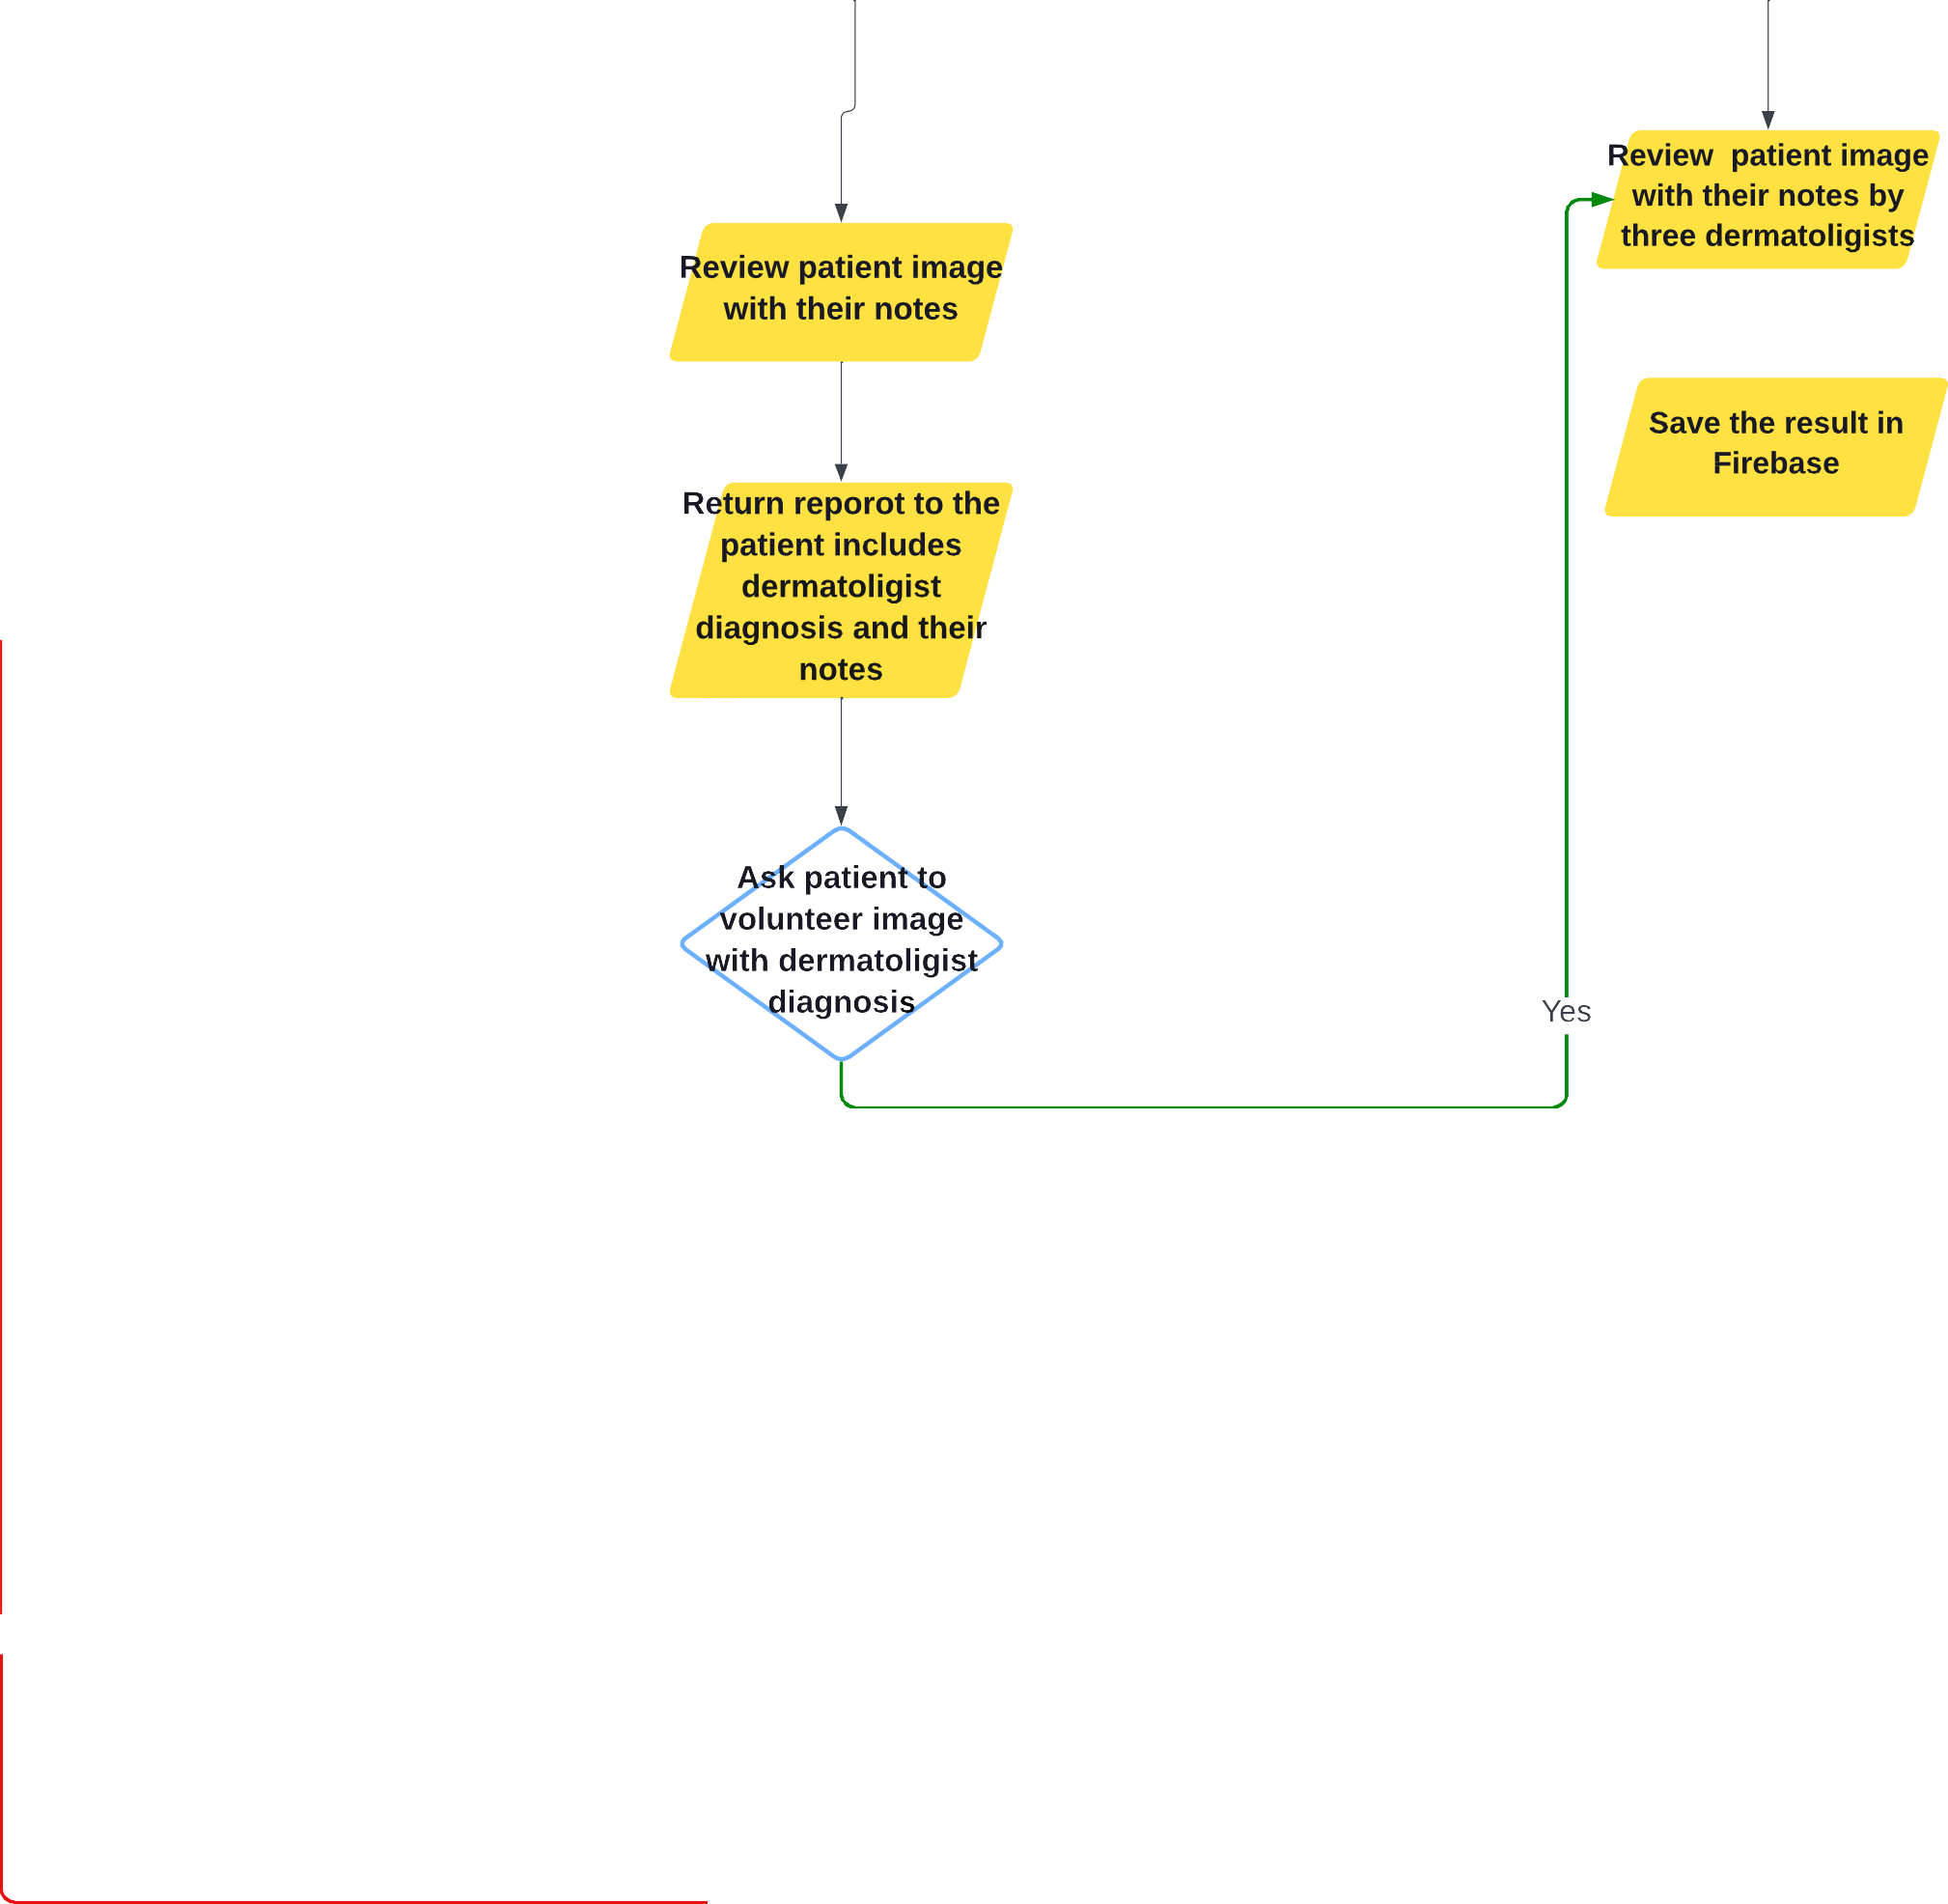 Review patient image
with their notes
Return reporot to the
patient includes
dermatoligist
diagnosis and their
notes
Ask patient to
volunteer image
with dermatoligist
diagnosis
Yes
Review  patient image
with their notes by
three dermatoligists
Save the result in
Firebase